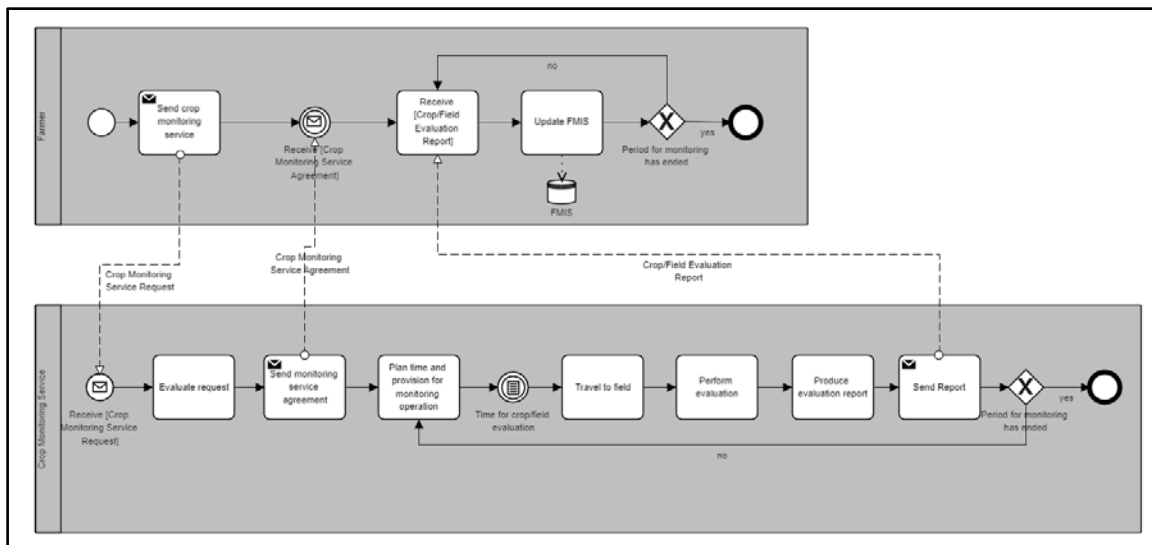 Farmer
Send crop
monitoring
service
Receive [Crop
Monitoring Service
Agreement]
Receive
[Crop/Field
Evaluation
Report]
Update FMIS
FMIS
no
X
yes
Period for monitoring
has ended
Crop Monitoring
Service Request
Crop Monitoring
Service Agreement
Crop/Field Evaluation
Report
Crop Monitoring Service
Receive [Crop
Monitoring Service
Request]
Evaluate request
Send monitoring
service
agreement
Plan time and
provision for
monitoring
operation
Time for crop/field
evaluation
Travel to field
Perform
evaluation
Produce
evaluation report
Send Report
X
yes
Period for monitoring
has ended
no